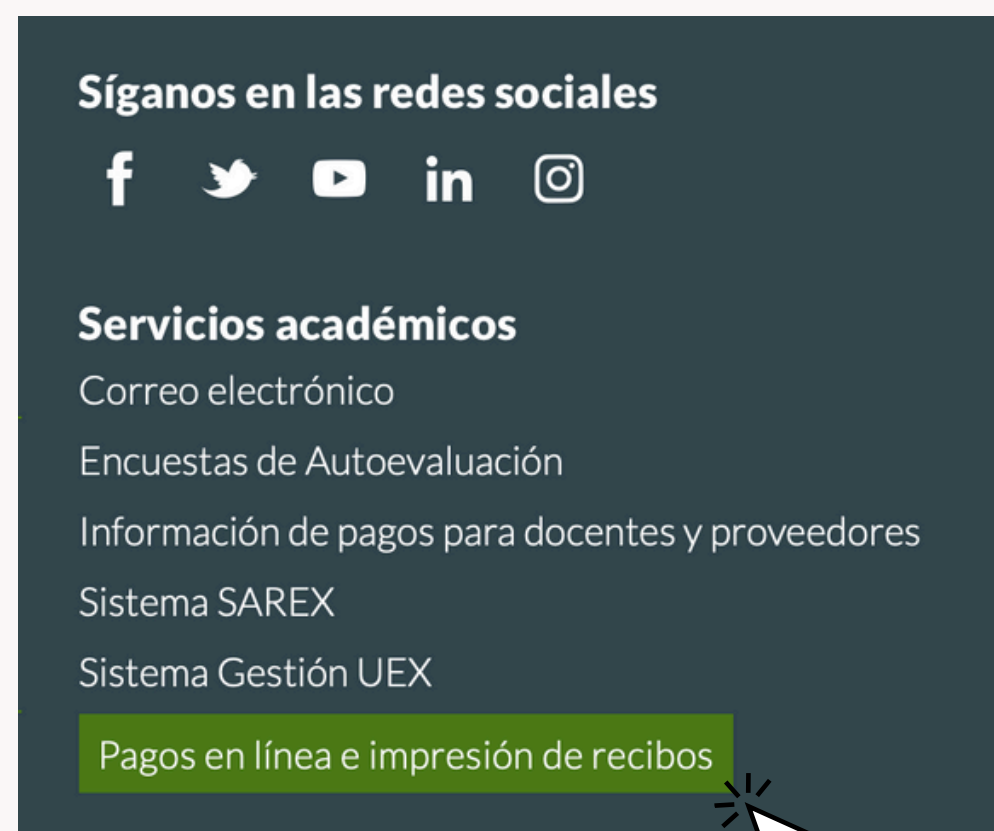 Síganos en las redes sociales
Servicios académicos
Correo electrónico
Encuestas de Autoevaluación
Información de pagos para docentes y proveedores
Sistema SAREX
Sistema Gestión UEX
Pagos en línea e impresión de recibos